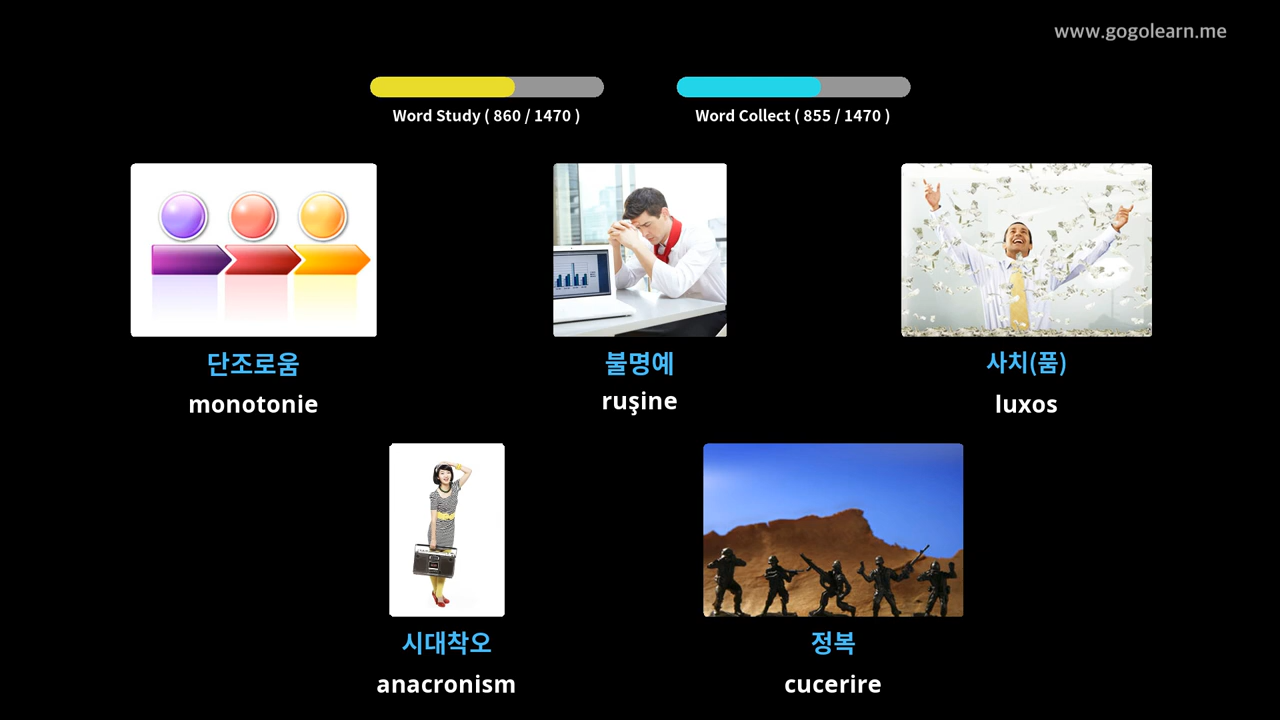 www.gogolearn.me
Word Study ( 860 / 1470 )
Word Collect ( 855 / 1470 )
단조로움
monotonie
불명예
ruşine
사치(품)
luxos
시대착오
anacronism
정복
cucerire